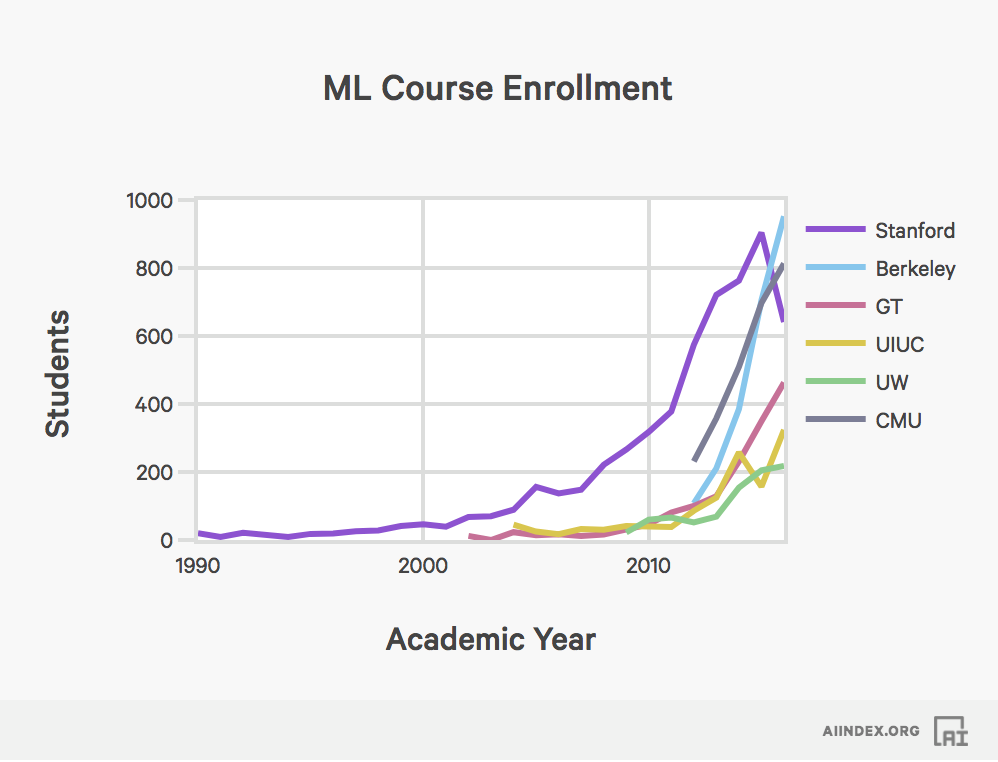 ML Course Enrollment
1000
800
600
400
200
0
Students
1990
2000
2010
Academic Year
Stanford
Berkeley
GT
UIUC
UW
CMU
AIINDEX.ORG
AI